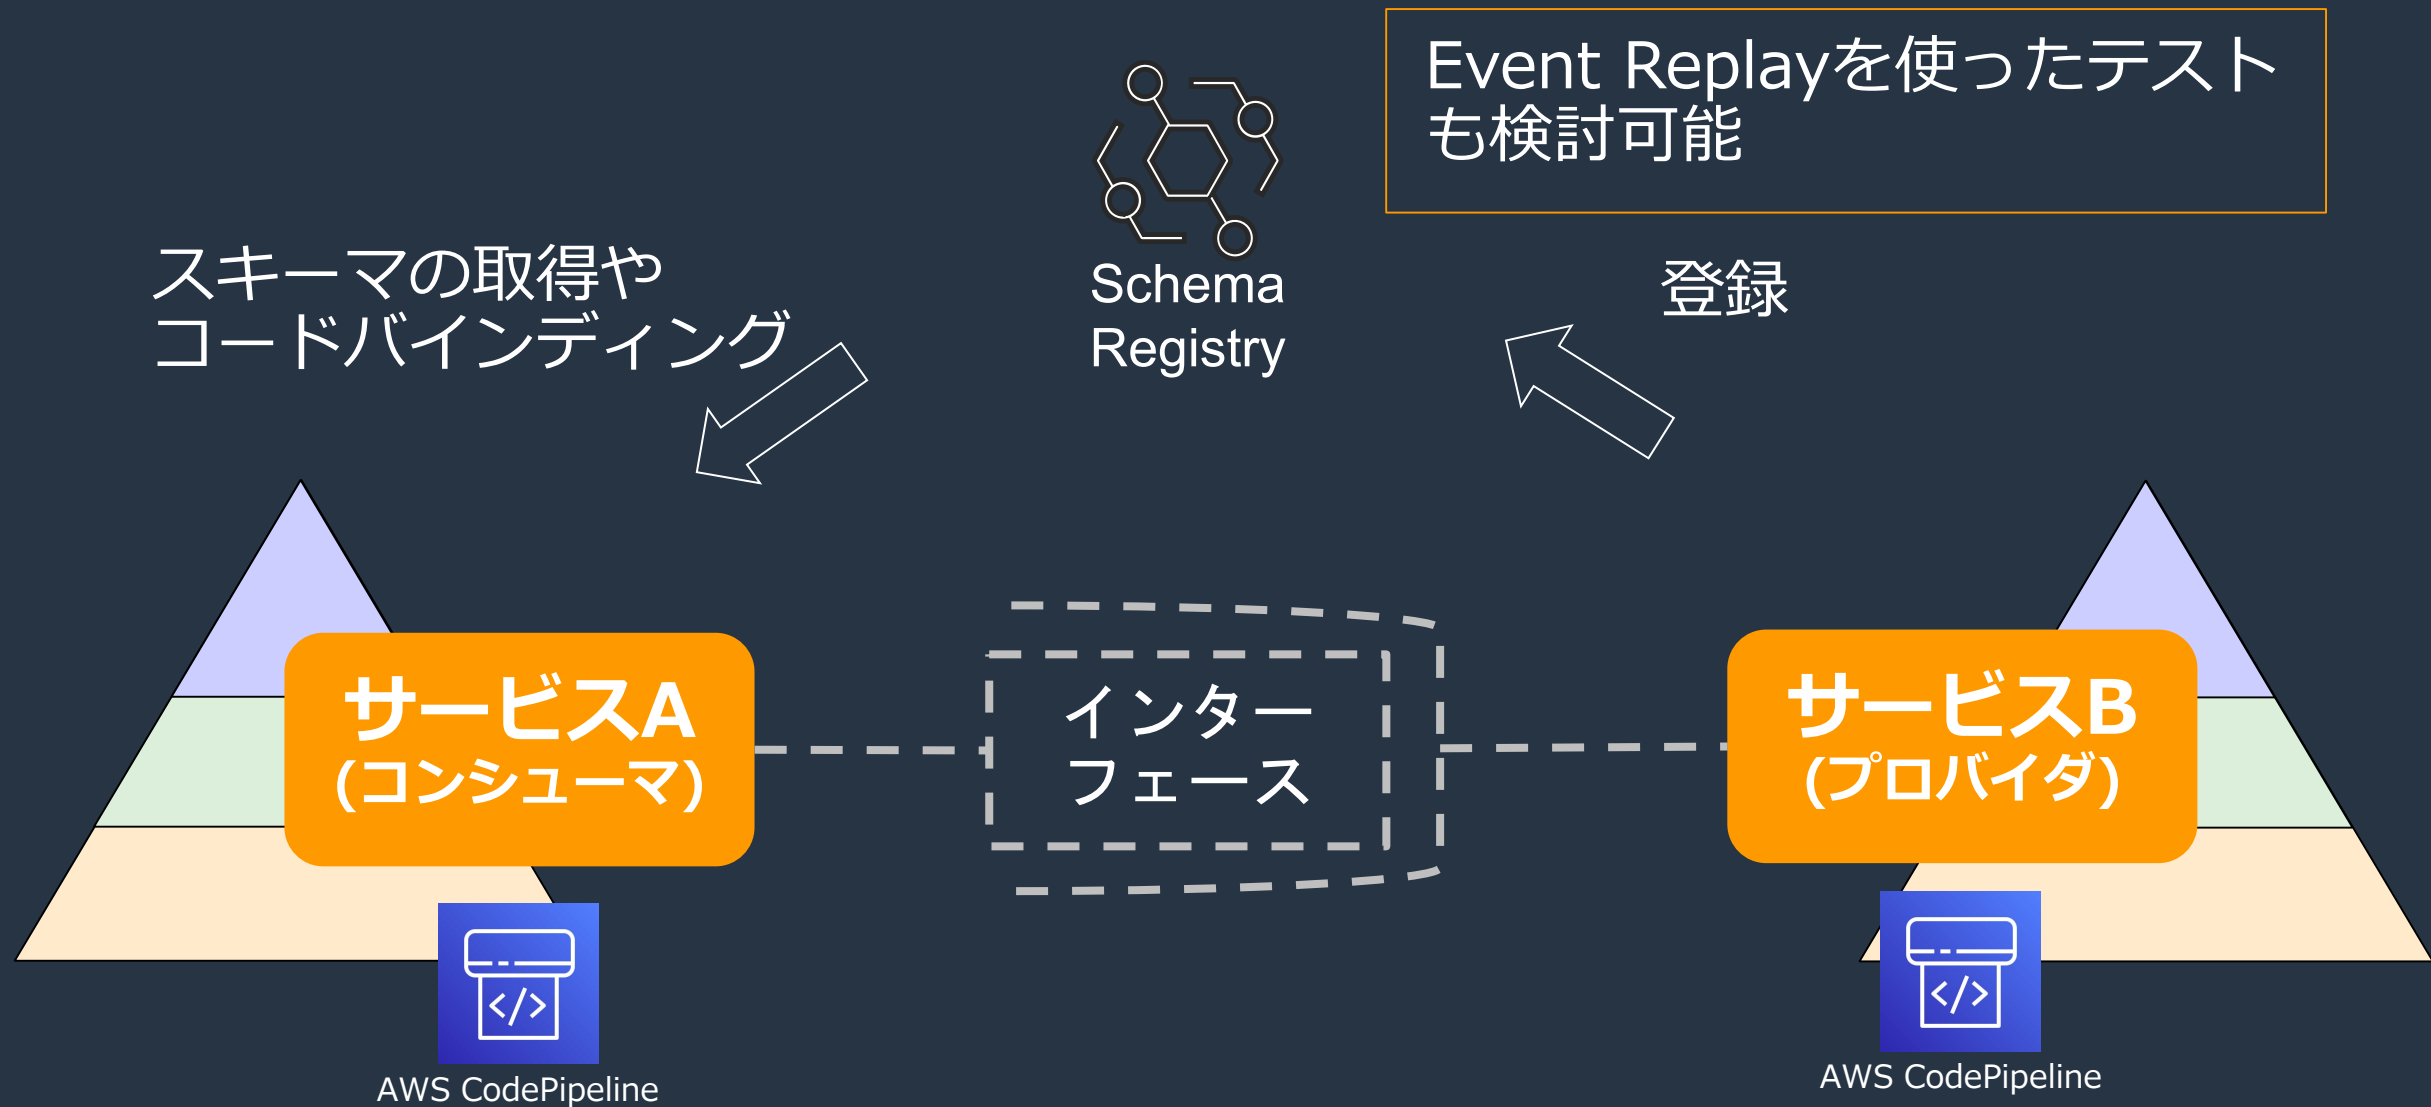 Event Replayを使ったテスト
も検討可能
Schema
Registry
スキーマの取得や
コードバインディング
登録
サービスA
(コンシューマ)
インター
フェース
サービスB
(プロバイダ)
AWS CodePipeline
AWS CodePipeline